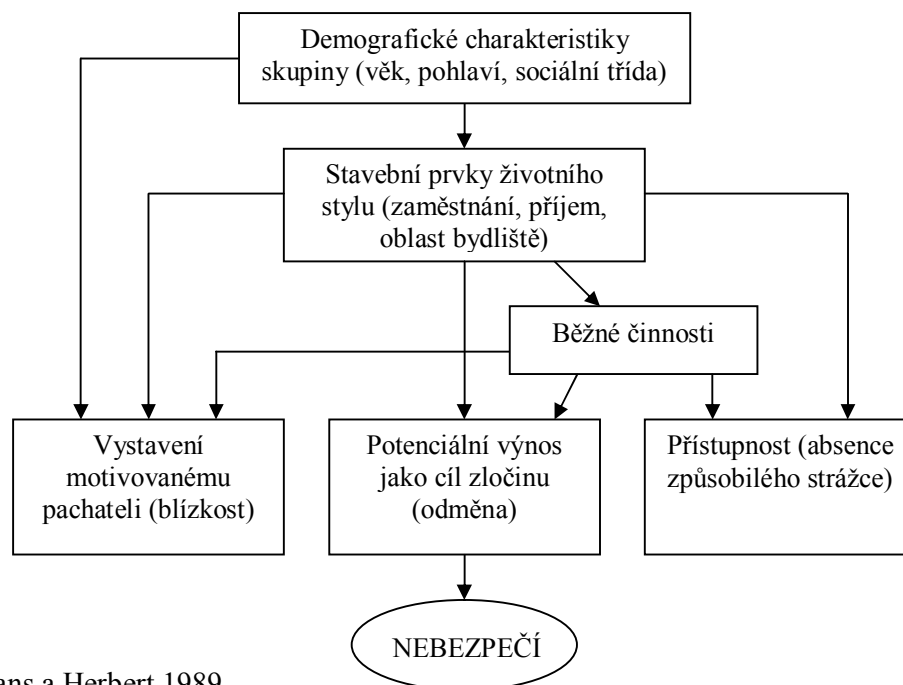 Demografické charakteristiky
skupiny (věk, pohlaví, sociální třída)
Stavební prvky životního
stylu (zaměstnání, příjem,
oblast bydliště)
Běžné činnosti
Vystavení
motivovanému
pachateli (blízkost)
Potenciální výnos
jako cíl zločinu
(odměna)
Přístupnost (absence
způsobilého strážce)
NEBEZPEČÍ
a Herbert 1989